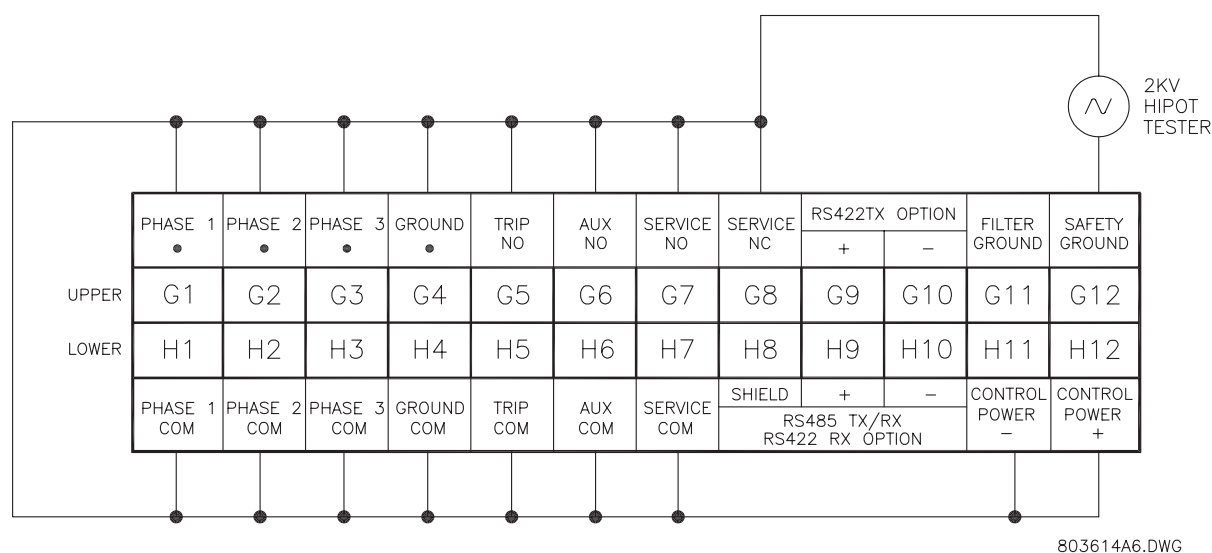 2KV
HIPOT
TESTER
PHASE 1 PHASE 2 PHASE 3 GROUND TRIP NO AUX NO SERVICE NO SERVICE NC RS422TX OPTION + − FILTER GROUND SAFETY GROUND
UPPER G1 G2 G3 G4 G5 G6 G7 G8 G9 G10 G11 G12
LOWER H1 H2 H3 H4 H5 H6 H7 H8 H9 H10 H11 H12
PHASE 1 COM PHASE 2 COM PHASE 3 COM GROUND COM TRIP COM AUX COM SERVICE COM SHIELD + − RS485 TX/RX RS422 RX OPTION CONTROL POWER − CONTROL POWER +
803614A6.DWG